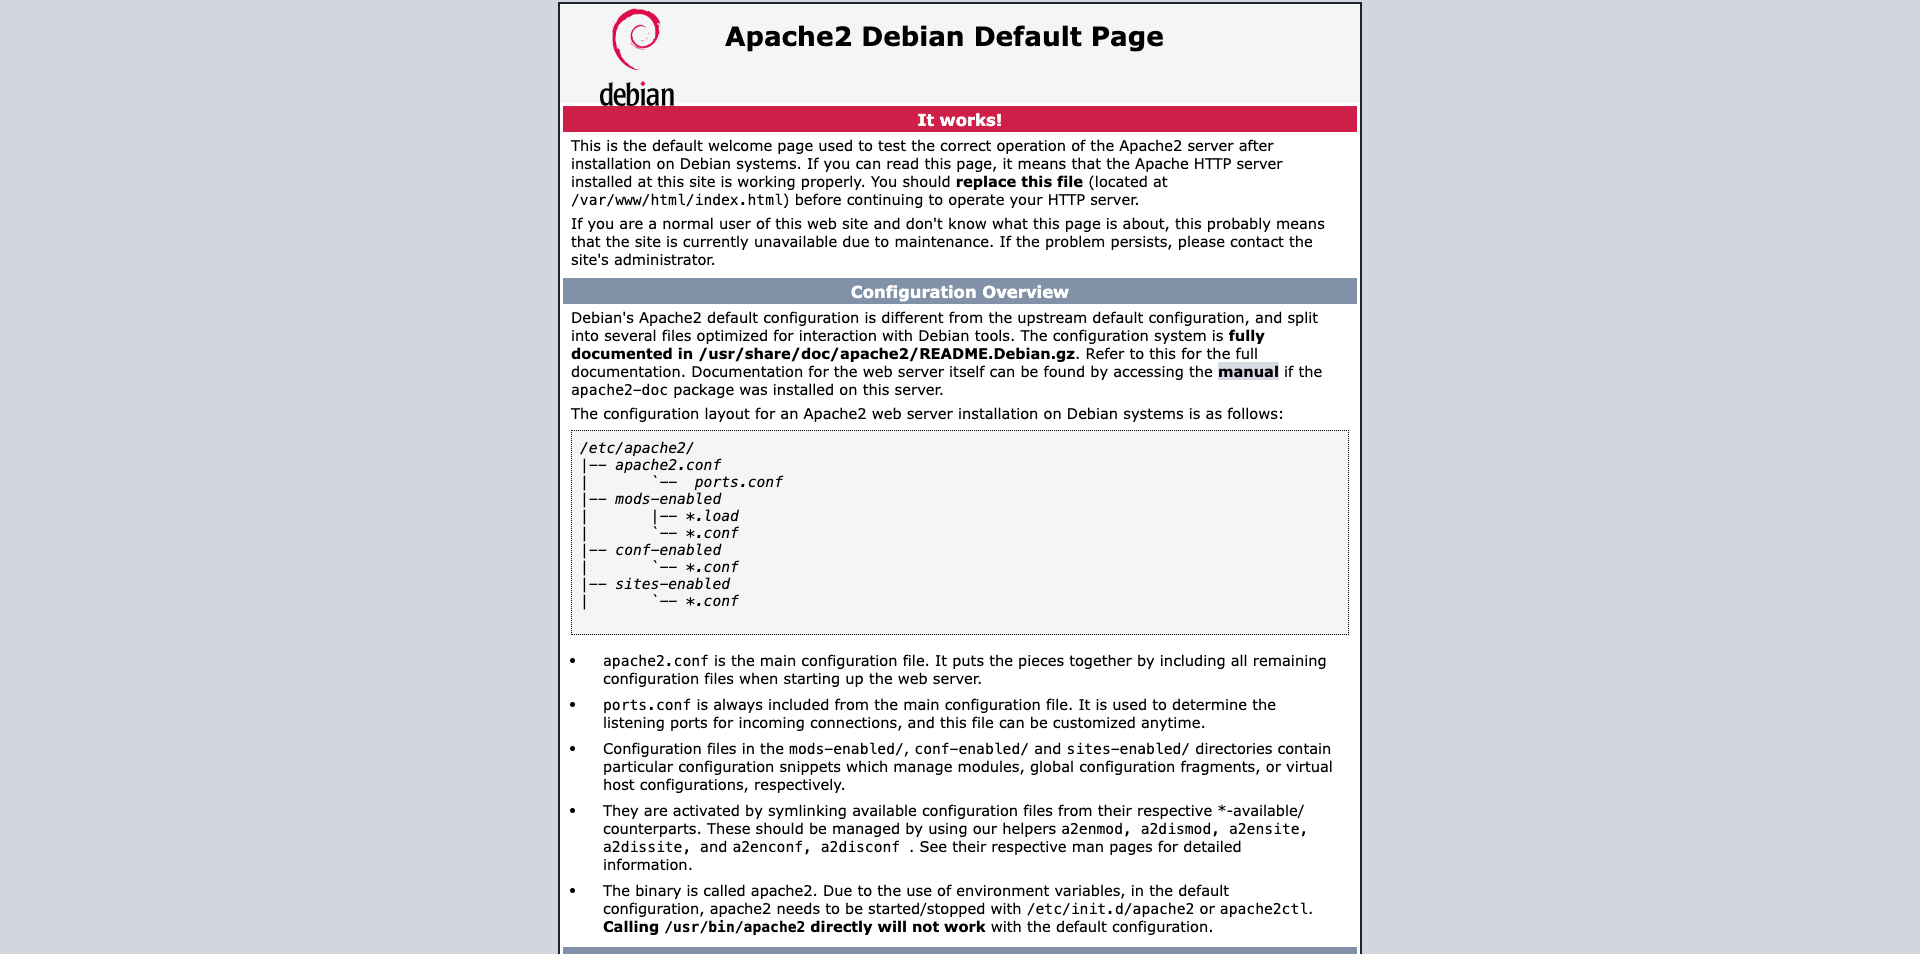 debian
Apache2 Debian Default Page
It works!
This is the default welcome page used to test the correct operation of the Apache2 server after
installation on Debian systems. If you can read this page, it means that the Apache HTTP server
installed at this site is working properly. You should replace this file (located at
/var/www/html/index.html) before continuing to operate your HTTP server.
If you are a normal user of this web site and don't know what this page is about, this probably means
that the site is currently unavailable due to maintenance. If the problem persists, please contact the
site's administrator.
Configuration Overview
Debian's Apache2 default configuration is different from the upstream default configuration, and split
into several files optimized for interaction with Debian tools. The configuration system is fully
documented in /usr/share/doc/apache2/README.Debian.gz. Refer to this for the full
documentation. Documentation for the web server itself can be found by accessing the manual if the
apache2-doc package was installed on this server.
The configuration layout for an Apache2 web server installation on Debian systems is as follows:
/etc/apache2/
|-- apache2.conf
|       `--  ports.conf
|-- mods-enabled
|       |-- *.load
|       `-- *.conf
|-- conf-enabled
|       `-- *.conf
|-- sites-enabled
|       `-- *.conf
• apache2.conf is the main configuration file. It puts the pieces together by including all remaining
configuration files when starting up the web server.
• ports.conf is always included from the main configuration file. It is used to determine the
listening ports for incoming connections, and this file can be customized anytime.
• Configuration files in the mods-enabled/, conf-enabled/ and sites-enabled/ directories contain
particular configuration snippets which manage modules, global configuration fragments, or virtual
host configurations, respectively.
• They are activated by symlinking available configuration files from their respective *-available/
counterparts. These should be managed by using our helpers a2enmod, a2dismod, a2ensite,
a2dissite, and a2enconf, a2disconf . See their respective man pages for detailed
information.
• The binary is called apache2. Due to the use of environment variables, in the default
configuration, apache2 needs to be started/stopped with /etc/init.d/apache2 or apache2ctl.
Calling /usr/bin/apache2 directly will not work with the default configuration.